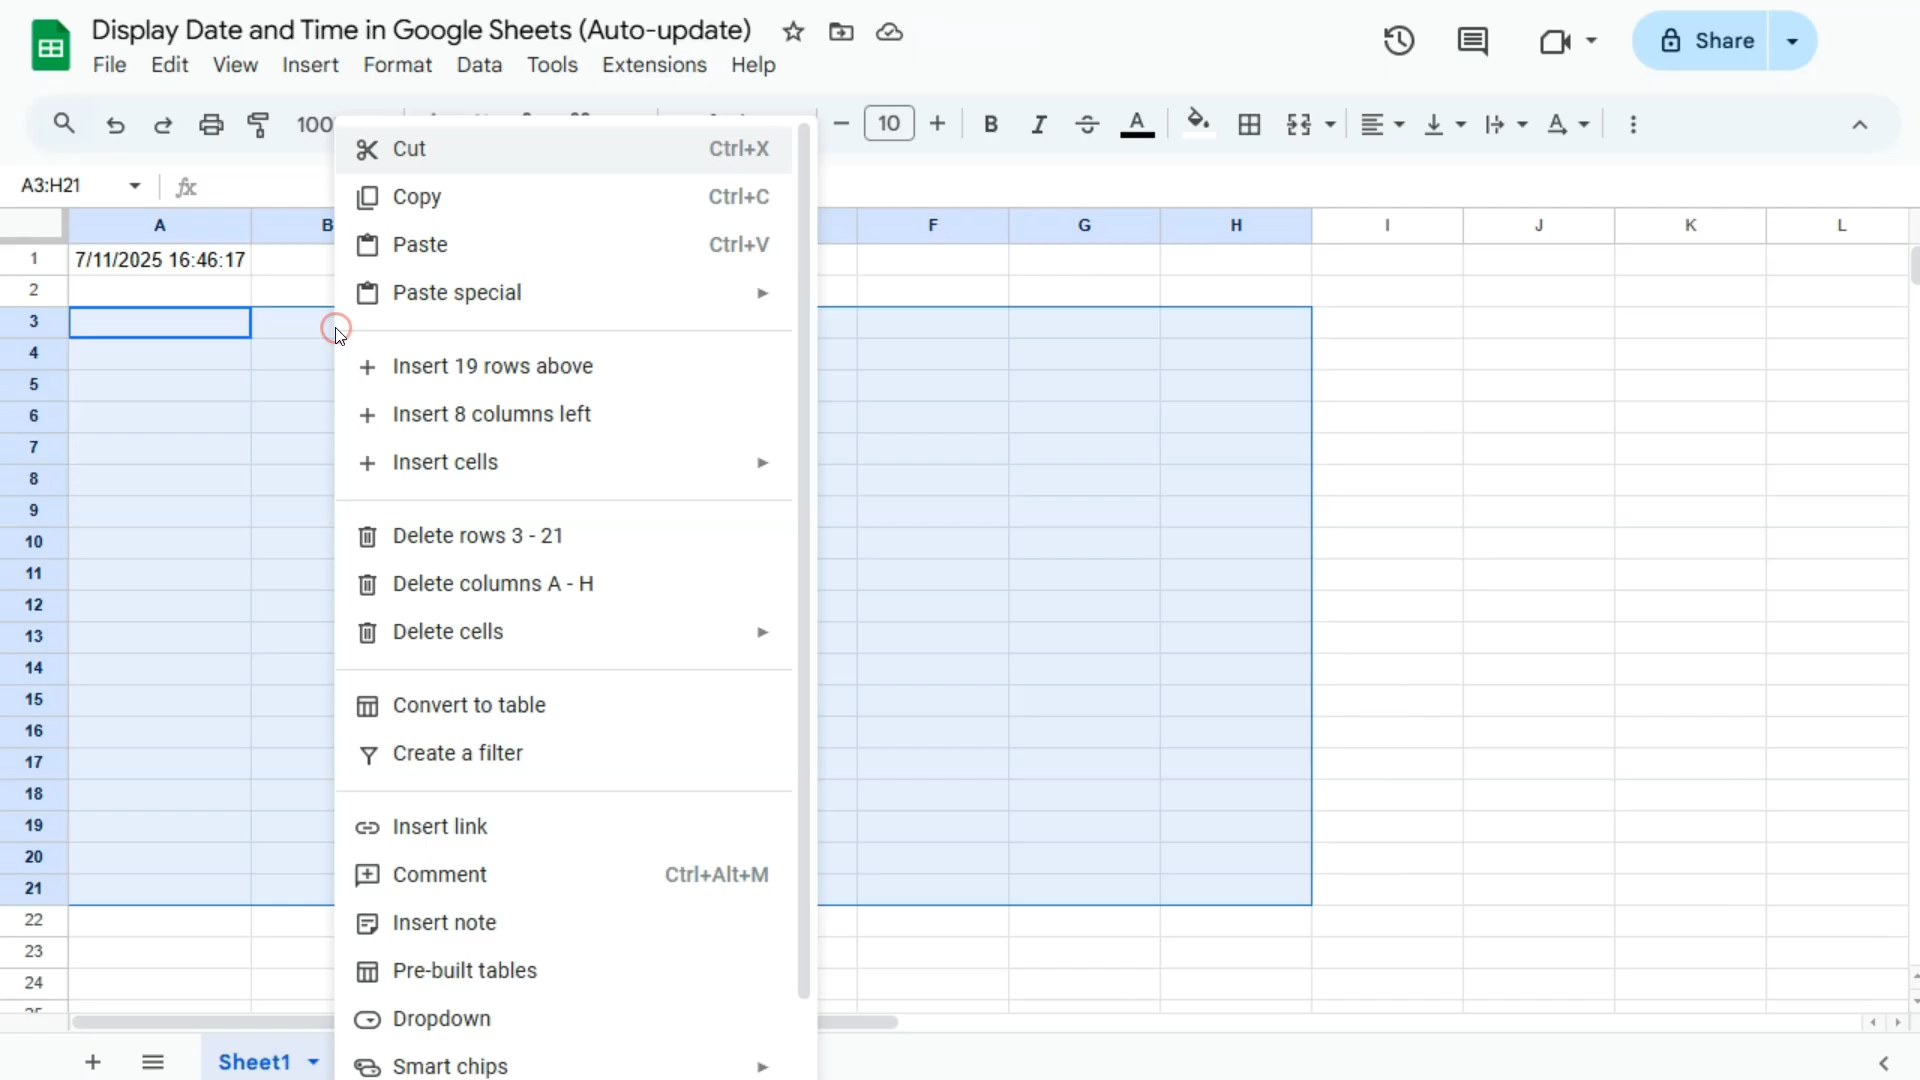 Display Date and Time in Google Sheets (Auto-update)
File Edit View Insert Format Data Tools Extensions Help
Share
100
10
B I A A
A3:H21 fx
A B F G H I J K L
1 7/11/2025 16:46:17
2
3
4
5
6
7
8
9
10
11
12
13
14
15
16
17
18
19
20
21
22
23
24
25
Cut Ctrl+X
Copy Ctrl+C
Paste Ctrl+V
Paste special
Insert 19 rows above
Insert 8 columns left
Insert cells
Delete rows 3 - 21
Delete columns A - H
Delete cells
Convert to table
Create a filter
Insert link
Comment Ctrl+Alt+M
Insert note
Pre-built tables
Dropdown
Smart chips
Sheet1